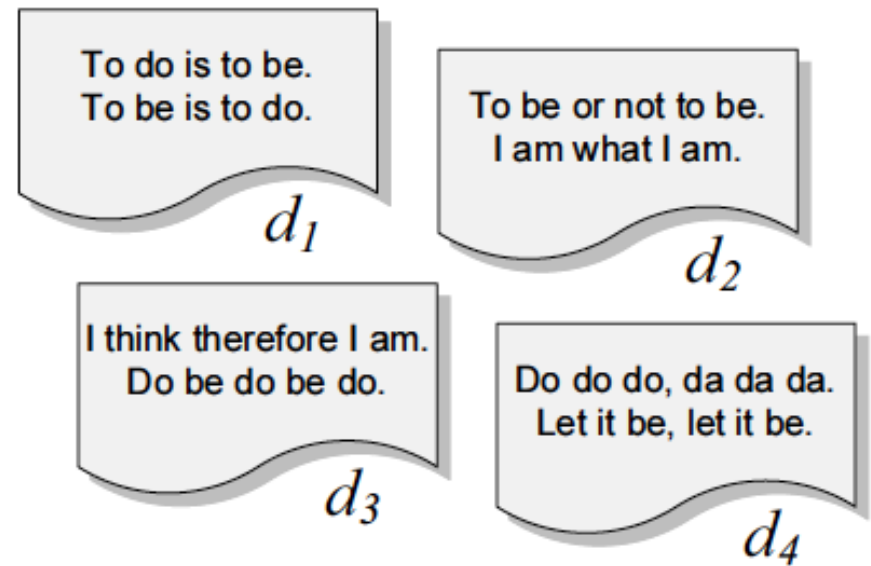 To do is to be.
To be is to do.
d1
To be or not to be.
I am what I am.
d2
I think therefore I am.
Do be do be do.
d3
Do do do, da da da.
Let it be, let it be.
d4